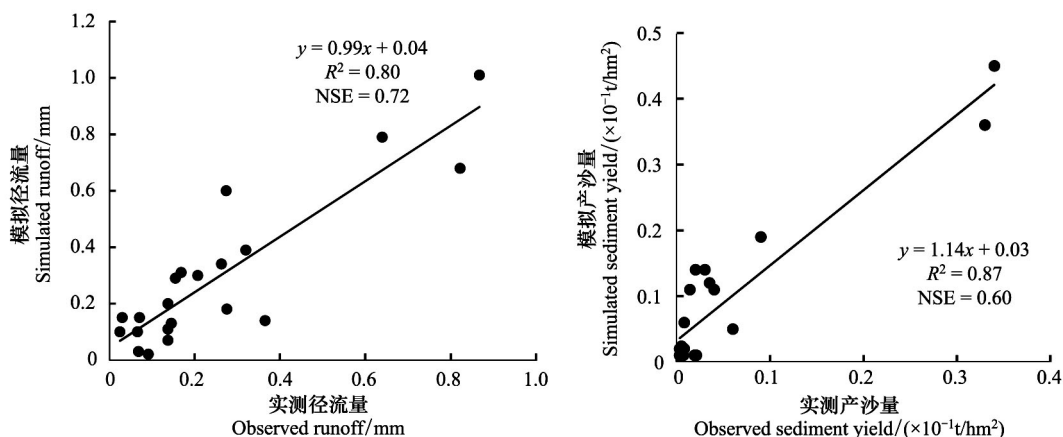 1.2
1.0
0.8
0.6
0.4
0.2
0
y = 0.99x + 0.04
R² = 0.80
NSE = 0.72
模拟径流量
Simulated runoff/mm
0 0.2 0.4 0.6 0.8 1.0
实测径流量
Observed runoff/mm
0.5
0.4
0.3
0.2
0.1
0
y = 1.14x + 0.03
R² = 0.87
NSE = 0.60
模拟产沙量
Simulated sediment yield/(×10⁻¹t/hm²)
0 0.1 0.2 0.3 0.4
实测产沙量
Observed sediment yield/(×10⁻¹t/hm²)